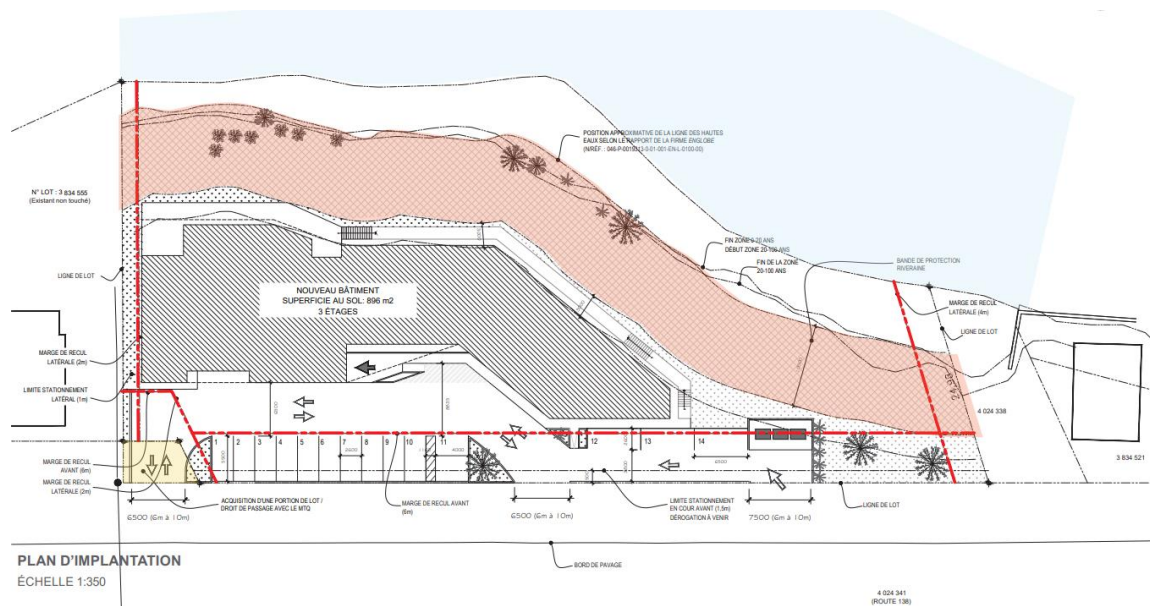 POSITION APPROXIMATIVE DE LA LIGNE DES HAUTES
EAUX SELON LE RAPPORT DE LA FIRME ENGLOBE
N° LOT : 3 834 555
(Existant non touché)
FIN ZONE 0-20 ANS
DÉBUT ZONE 20-100 ANS
FIN DE LA ZONE
20-100 ANS
BANDE DE PROTECTION
RIVERAINE
LIGNE DE LOT
NOUVEAU BÂTIMENT
SUPERFICIE AU SOL: 896 m2
3 ÉTAGES
MARGE DE RECUL
LATÉRALE (4m)
LIGNE DE LOT
MARGE DE RECUL
LATÉRALE (2m)
LIMITE STATIONNEMENT
LATÉRAL (1m)
4 024 338
1
2
3
4
5
6
7
8
9
10
11
12
13
14
3 834 521
MARGE DE RECUL
AVANT (6m)
MARGE DE RECUL
LATÉRALE (2m)
ACQUISITION D'UNE PORTION DE LOT /
DROIT DE PASSAGE AVEC LE MTQ
MARGE DE RECUL AVANT
(6m)
LIMITE STATIONNEMENT
EN COUR AVANT (1,5m)
DÉROGATION À VENIR
LIGNE DE LOT
6500 (6m à 10m)
6500 (6m à 10m)
7500 (6m à 10m)
PLAN D'IMPLANTATION
ÉCHELLE 1:350
BORD DE PAVAGE
4 024 341
(ROUTE 138)